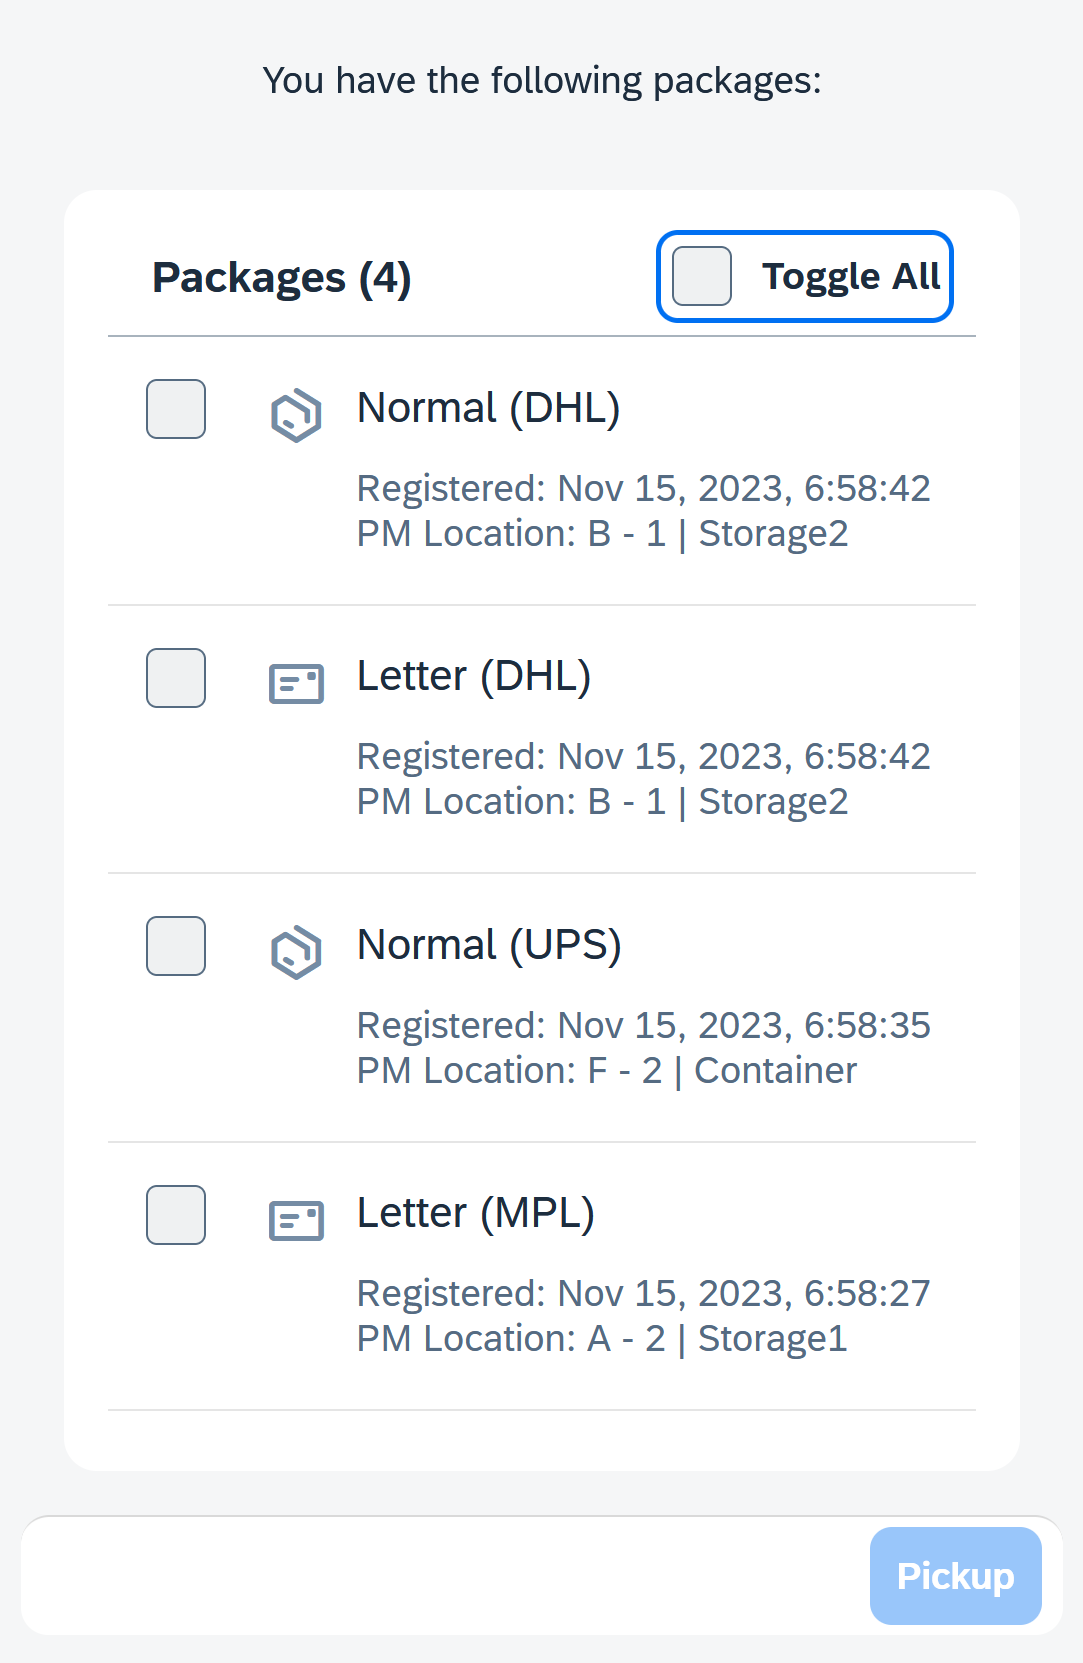 You have the following packages:
Packages (4)
Toggle All
Normal (DHL)
Registered: Nov 15, 2023, 6:58:42
PM Location: B - 1 | Storage2
Letter (DHL)
Registered: Nov 15, 2023, 6:58:42
PM Location: B - 1 | Storage2
Normal (UPS)
Registered: Nov 15, 2023, 6:58:35
PM Location: F - 2 | Container
Letter (MPL)
Registered: Nov 15, 2023, 6:58:27
PM Location: A - 2 | Storage1
Pickup